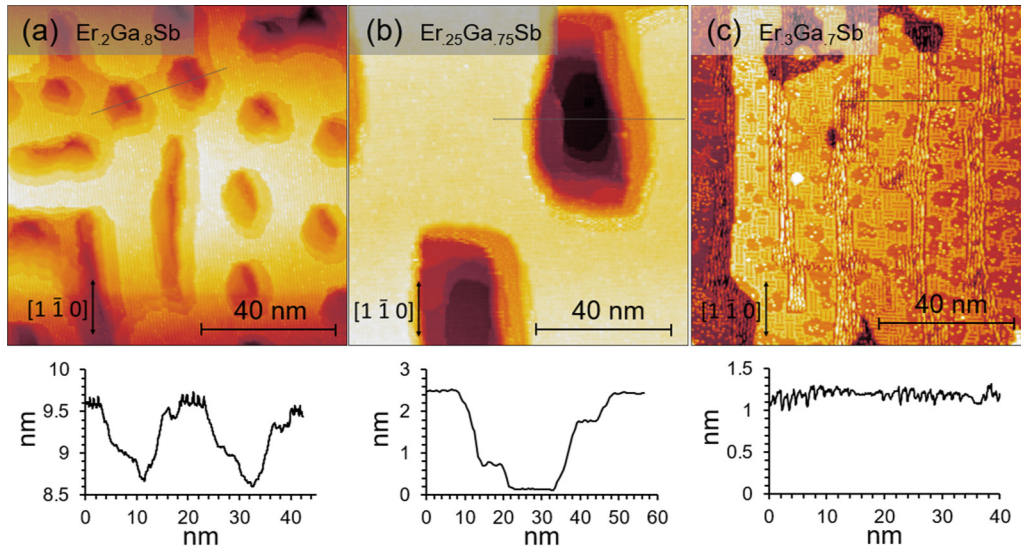 (a) Er.2Ga.8Sb
(b) Er.25Ga.75Sb
(c) Er.3Ga.7Sb
[1 1̄ 0]
40 nm
[1 1̄ 0]
40 nm
[1 1̄ 0]
40 nm
10
9.5
9
8.5
nm
0 10 20 30 40
nm
3
2
1
0
nm
0 10 20 30 40 50 60
nm
1.5
1
0.5
0
nm
0 10 20 30 40
nm